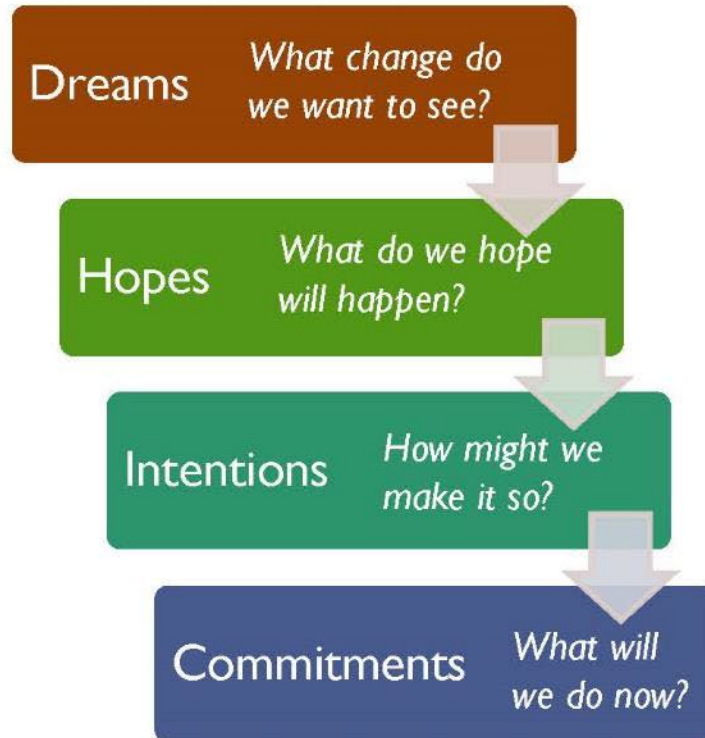 Dreams
What change do
we want to see?
Hopes
What do we hope
will happen?
Intentions
How might we
make it so?
Commitments
What will
we do now?